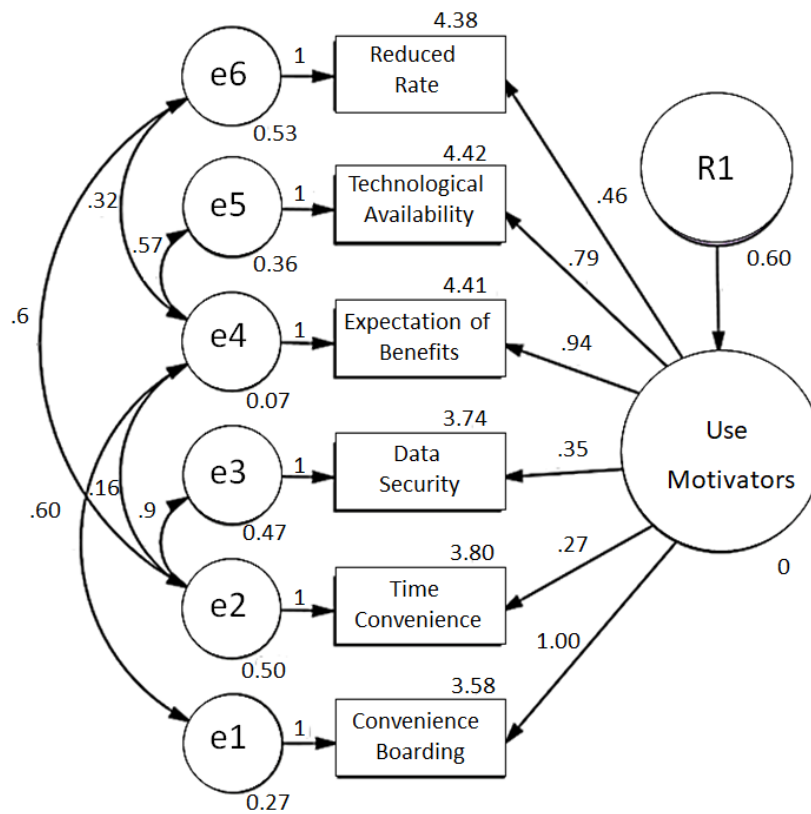 4.38
e6
1
Reduced
Rate
0.53
R1
4.42
.32
e5
1
Technological
Availability
.46
.57
0.36
.79
0.60
4.41
.6
e4
1
Expectation of
Benefits
.94
0.07
3.74
Use
Motivators
e3
1
Data
Security
.35
.60
.16
.9
0.47
3.80
.27
0
e2
1
Time
Convenience
0.50
1.00
3.58
e1
1
Convenience
Boarding
0.27